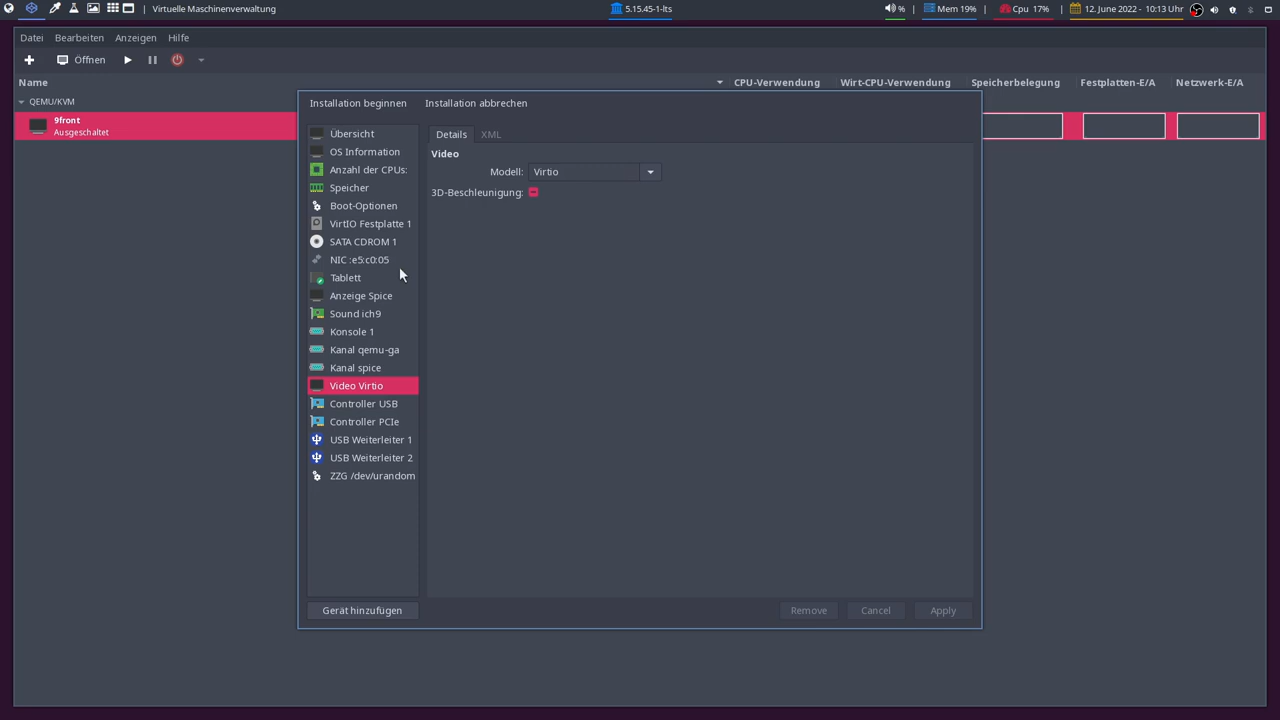 Virtuelle Maschinenverwaltung
5.15.45-1-lts
%
Mem 19%
Cpu 17%
12. June 2022 - 10:13 Uhr
Datei Bearbeiten Anzeigen Hilfe
Öffnen
Name CPU-Verwendung Wirt-CPU-Verwendung Speicherbelegung Festplatten-E/A Netzwerk-E/A
QEMU/KVM
9front
Ausgeschaltet
Installation beginnen Installation abbrechen
Übersicht
OS Information
Anzahl der CPUs:
Speicher
Boot-Optionen
VirtIO Festplatte 1
SATA CDROM 1
NIC :e5:c0:05
Tablett
Anzeige Spice
Sound ich9
Konsole 1
Kanal qemu-ga
Kanal spice
Video Virtio
Controller USB
Controller PCIe
USB Weiterleiter 1
USB Weiterleiter 2
ZZG /dev/urandom
Gerät hinzufügen
Details XML
Video
Modell: Virtio
3D-Beschleunigung:
Remove Cancel Apply